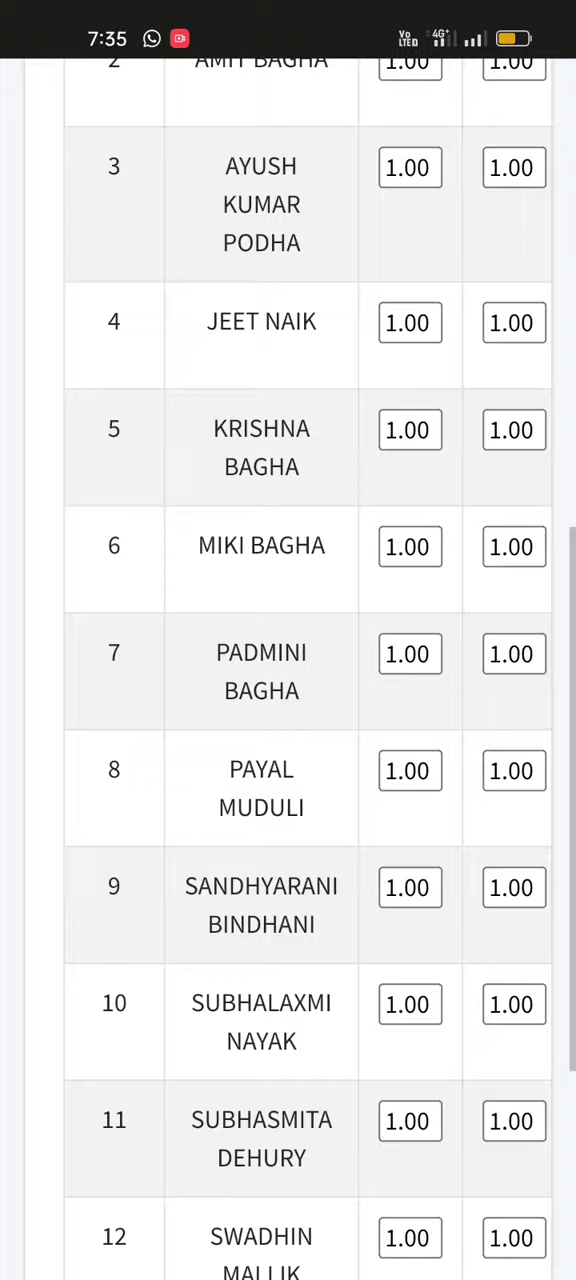 7:35 Vo LTED 4G+
2 AMIT BAGHA 1.00 1.00
3 AYUSH 1.00 1.00
KUMAR
PODHA
4 JEET NAIK 1.00 1.00
5 KRISHNA 1.00 1.00
BAGHA
6 MIKI BAGHA 1.00 1.00
7 PADMINI 1.00 1.00
BAGHA
8 PAYAL 1.00 1.00
MUDULI
9 SANDHYARANI 1.00 1.00
BINDHANI
10 SUBHALAXMI 1.00 1.00
NAYAK
11 SUBHASMITA 1.00 1.00
DEHURY
12 SWADHIN 1.00 1.00
MALLIK